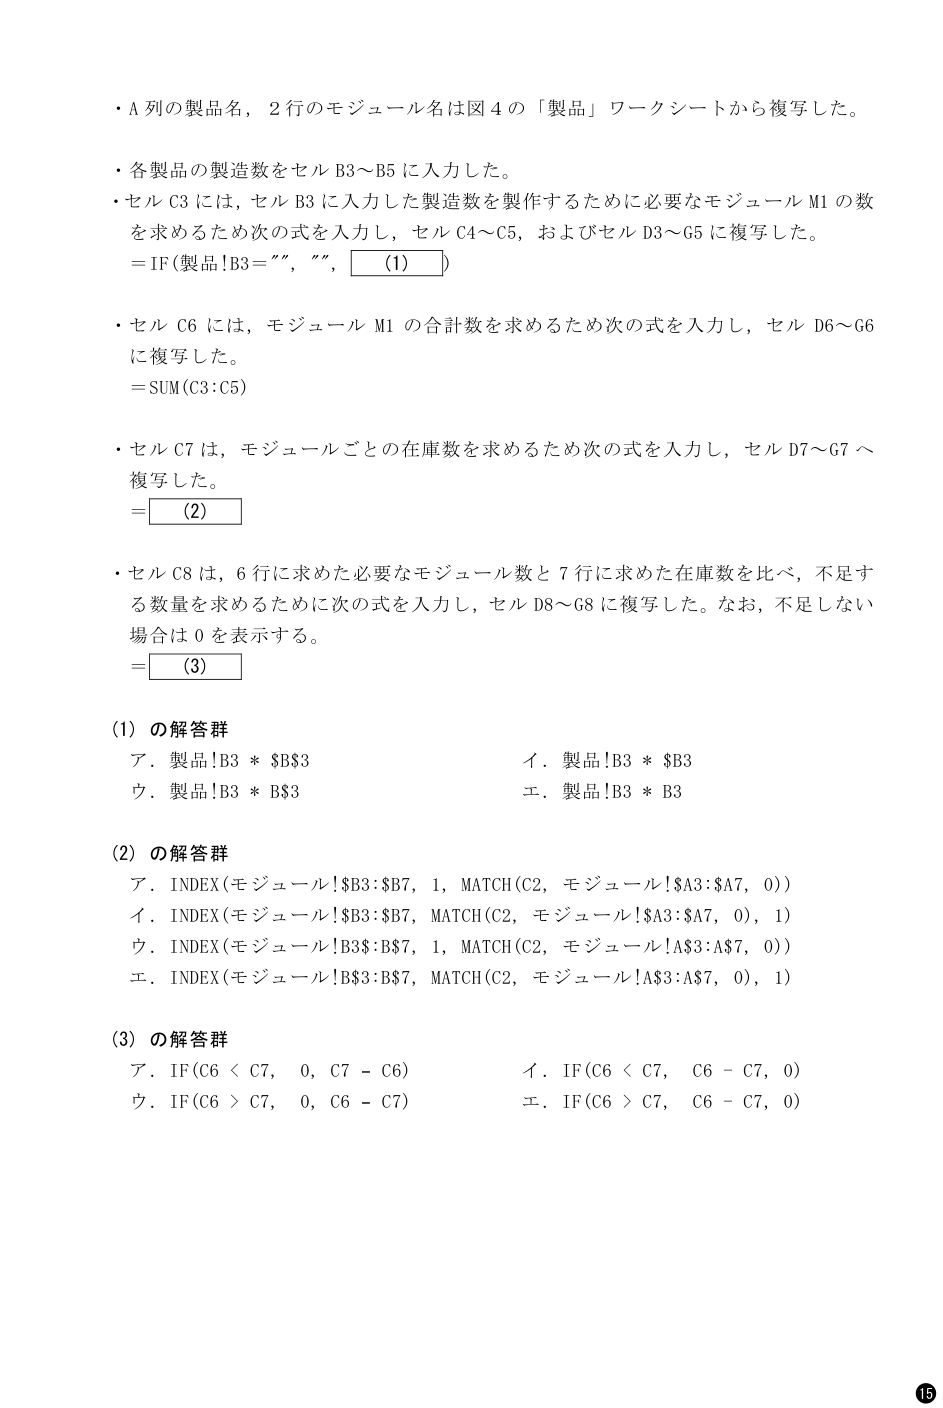 ・A 列の製品名，２行のモジュール名は図４の「製品」ワークシートから複写した。
・各製品の製造数をセル B3～B5 に入力した。
・セル C3 には，セル B3 に入力した製造数を製作するために必要なモジュール M1 の数
を求めるため次の式を入力し，セル C4～C5，およびセル D3～G5 に複写した。
＝IF(製品!B3＝"", "", (1) )
・セル C6 には，モジュール M1 の合計数を求めるため次の式を入力し，セル D6～G6
に複写した。
＝SUM(C3:C5)
・セル C7 は，モジュールごとの在庫数を求めるため次の式を入力し，セル D7～G7 へ
複写した。
＝ (2)
・セル C8 は，6 行に求めた必要なモジュール数と 7 行に求めた在庫数を比べ，不足す
る数量を求めるために次の式を入力し，セル D8～G8 に複写した。なお，不足しない
場合は 0 を表示する。
＝ (3)
(1) の解答群
ア．製品!B3 * $B$3 イ．製品!B3 * $B3
ウ．製品!B3 * B$3 エ．製品!B3 * B3
(2) の解答群
ア．INDEX(モジュール!$B3:$B7, 1, MATCH(C2, モジュール!$A3:$A7, 0))
イ．INDEX(モジュール!$B3:$B7, MATCH(C2, モジュール!$A3:$A7, 0), 1)
ウ．INDEX(モジュール!B3$:B$7, 1, MATCH(C2, モジュール!A$3:A$7, 0))
エ．INDEX(モジュール!B$3:B$7, MATCH(C2, モジュール!A$3:A$7, 0), 1)
(3) の解答群
ア．IF(C6 < C7, 0, C7 − C6) イ．IF(C6 < C7, C6 − C7, 0)
ウ．IF(C6 > C7, 0, C6 − C7) エ．IF(C6 > C7, C6 − C7, 0)
15